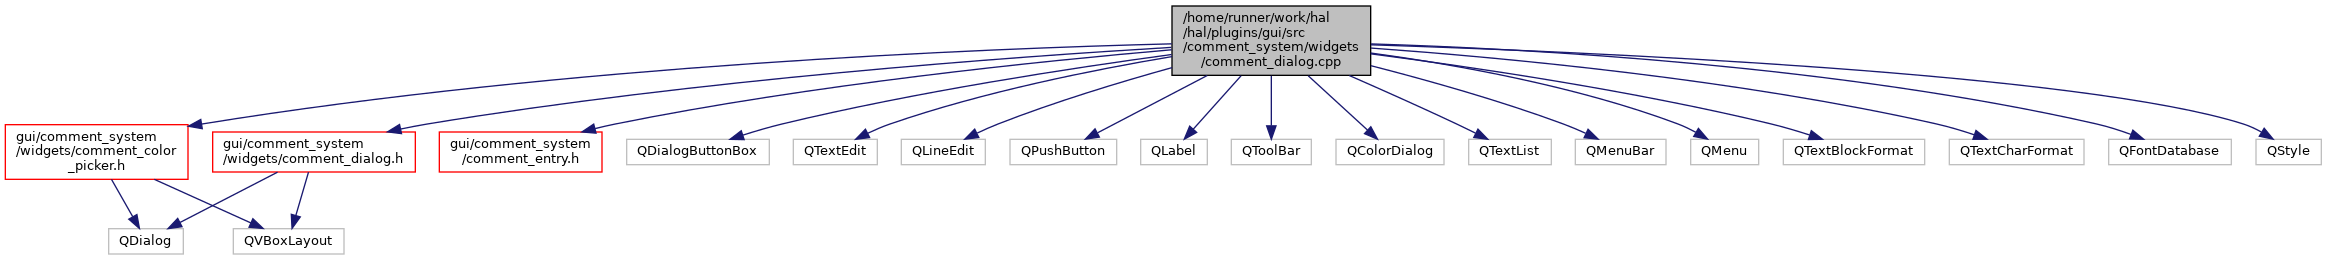 /home/runner/work/hal
/hal/plugins/gui/src
/comment_system/widgets
/comment_dialog.cpp
gui/comment_system
/widgets/comment_color
_picker.h
gui/comment_system
/widgets/comment_dialog.h
gui/comment_system
/comment_entry.h
QDialogButtonBox
QTextEdit
QLineEdit
QPushButton
QLabel
QToolBar
QColorDialog
QTextList
QMenuBar
QMenu
QTextBlockFormat
QTextCharFormat
QFontDatabase
QStyle
QDialog
QVBoxLayout